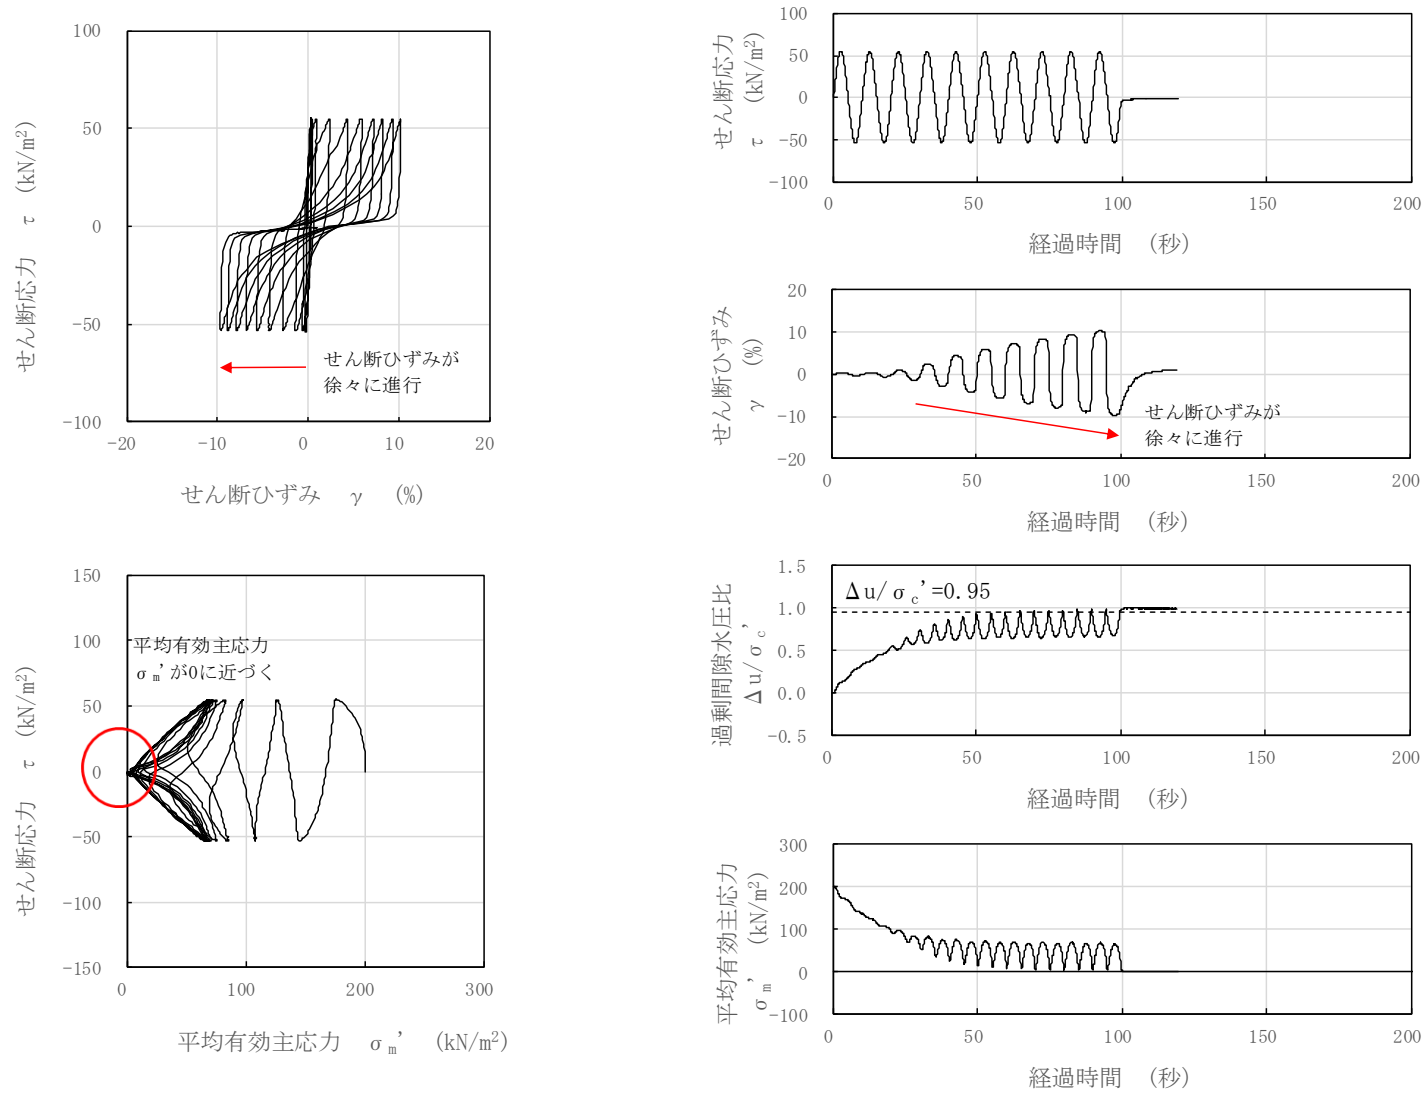 100
50
0
-50
-100
-20
-10
0
10
20
せん断応力 τ (kN/m²)
せん断ひずみ γ (%)
せん断ひずみが
徐々に進行
100
50
0
-50
-100
0
50
100
150
200
せん断応力
τ (kN/m²)
経過時間 (秒)
20
10
0
-10
-20
0
50
100
150
200
せん断ひずみ
γ (%)
せん断ひずみが
徐々に進行
経過時間 (秒)
150
100
50
0
-50
-100
-150
0
100
200
300
せん断応力 τ (kN/m²)
平均有効主応力
σm'が0に近づく
平均有効主応力 σm' (kN/m²)
1.5
1.0
0.5
0.0
-0.5
0
50
100
150
200
過剰間隙水圧比
Δu/σc'
Δu/σc'=0.95
経過時間 (秒)
300
200
100
0
-100
0
50
100
150
200
平均有効主応力
σm' (kN/m²)
経過時間 (秒)